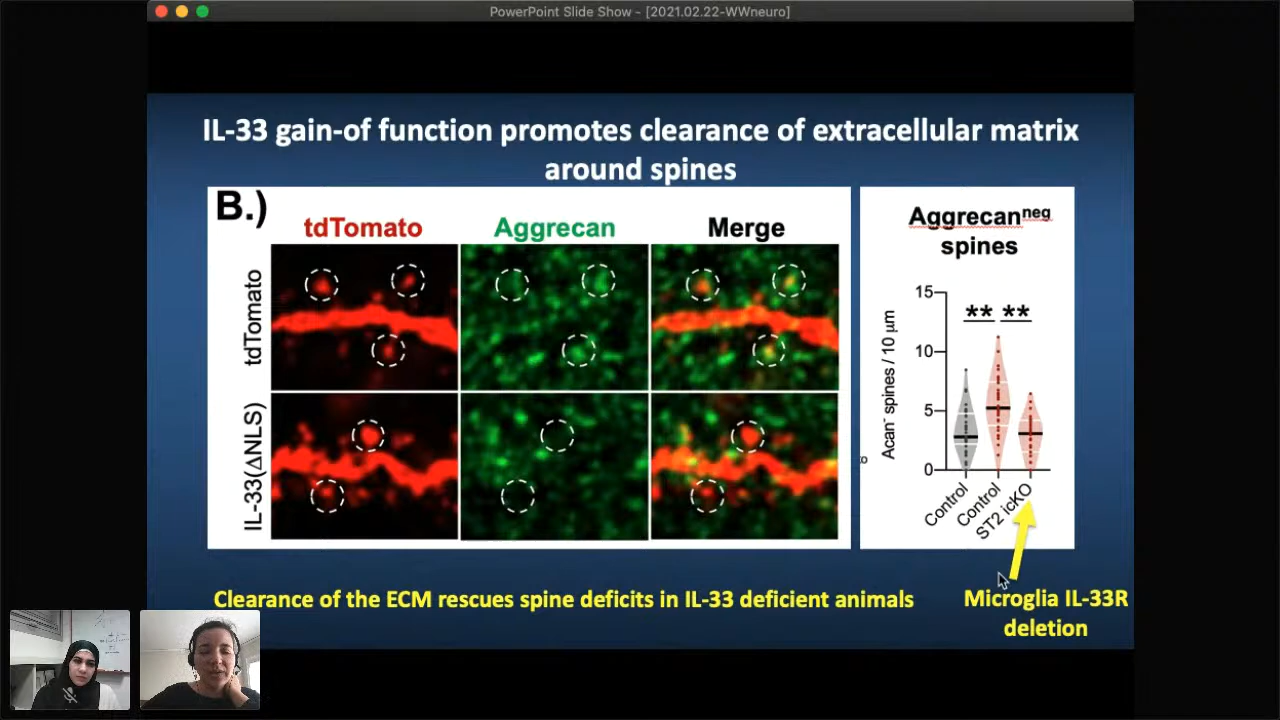 PowerPoint Slide Show - [2021.02.22-WWneuro]
IL-33 gain-of function promotes clearance of extracellular matrix
around spines
B.)
tdTomato
Aggrecan
Merge
tdTomato
IL-33(ΔNLS)
Aggrecanneg
spines
Acan- spines / 10 μm
15
10
5
0
**
**
Control
Control
ST2 icKO
Clearance of the ECM rescues spine deficits in IL-33 deficient animals
Microglia IL-33R
deletion